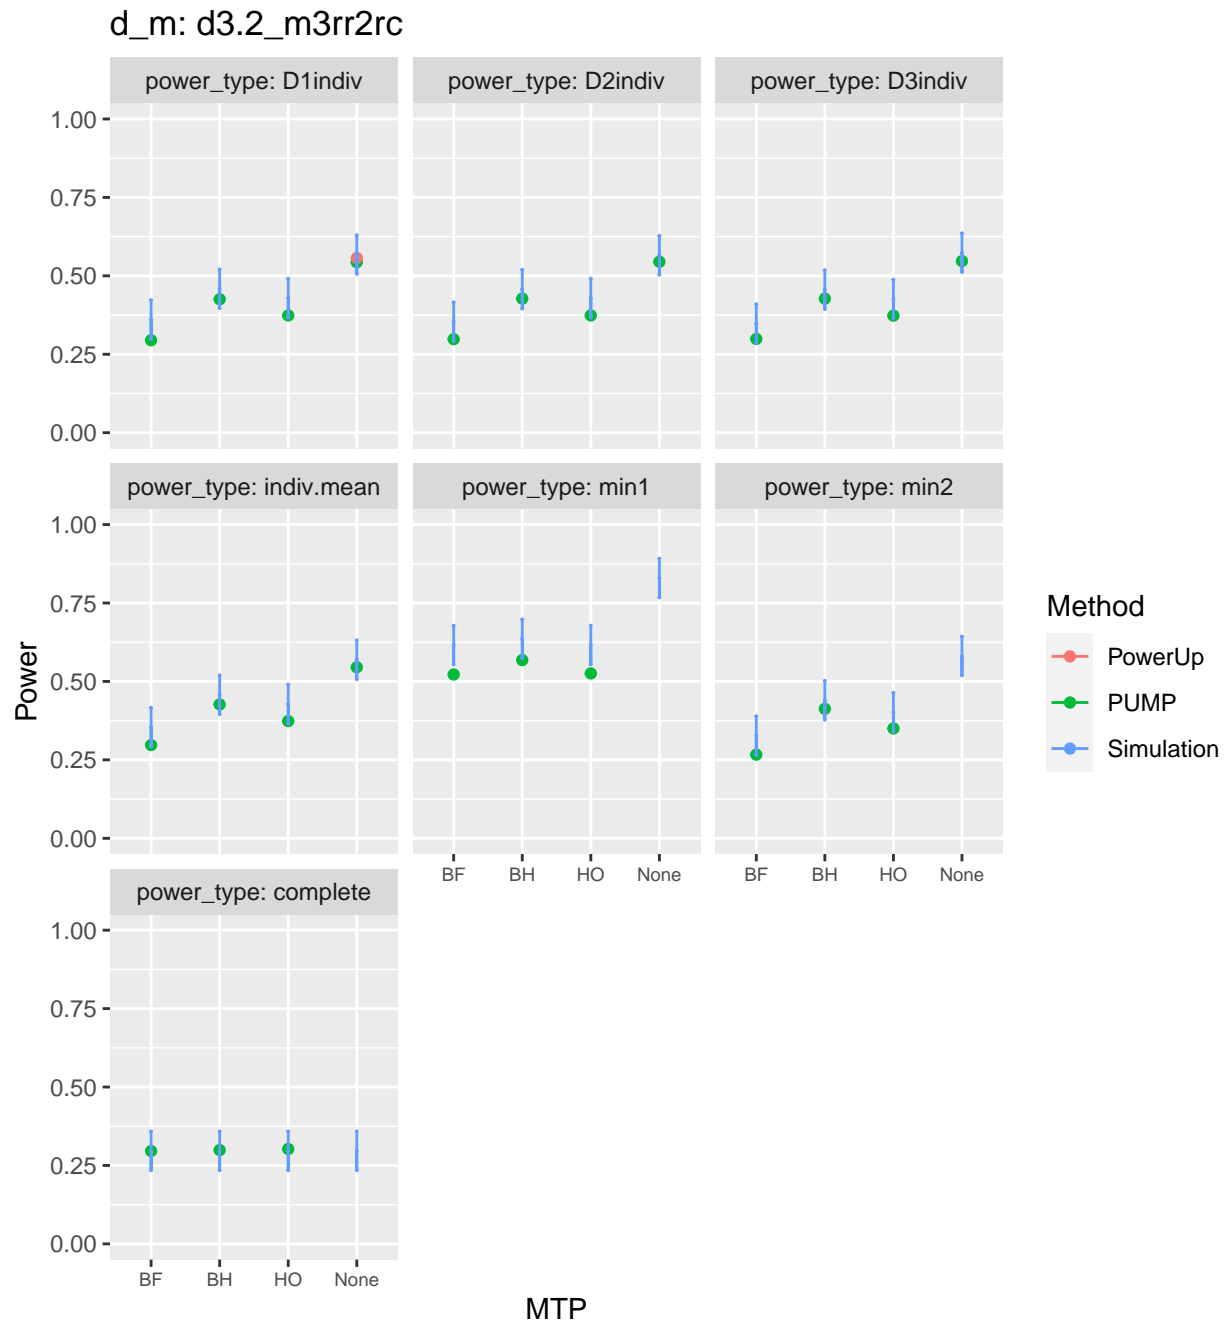 d_m: d3.2_m3rr2rc
power_type: D1indiv
power_type: D2indiv
power_type: D3indiv
1.00
0.75
0.50
0.25
0.00
power_type: indiv.mean
power_type: min1
power_type: min2
1.00
0.75
0.50
0.25
0.00
BF BH HO None
BF BH HO None
power_type: complete
1.00
0.75
0.50
0.25
0.00
BF BH HO None
Power
MTP
Method
PowerUp
PUMP
Simulation